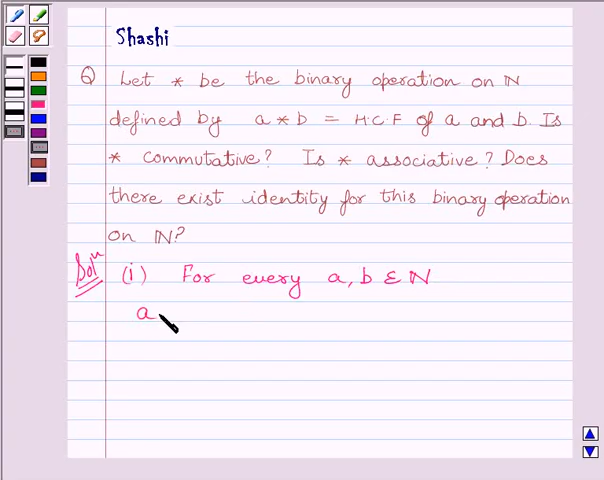 Shashi
Q Let * be the binary operation on ℕ
defined by a * b = H.C.F of a and b. Is
* commutative? Is * associative? Does
there exist identity for this binary operation
on ℕ?
Solⁿ (i) For every a, b ε N
a